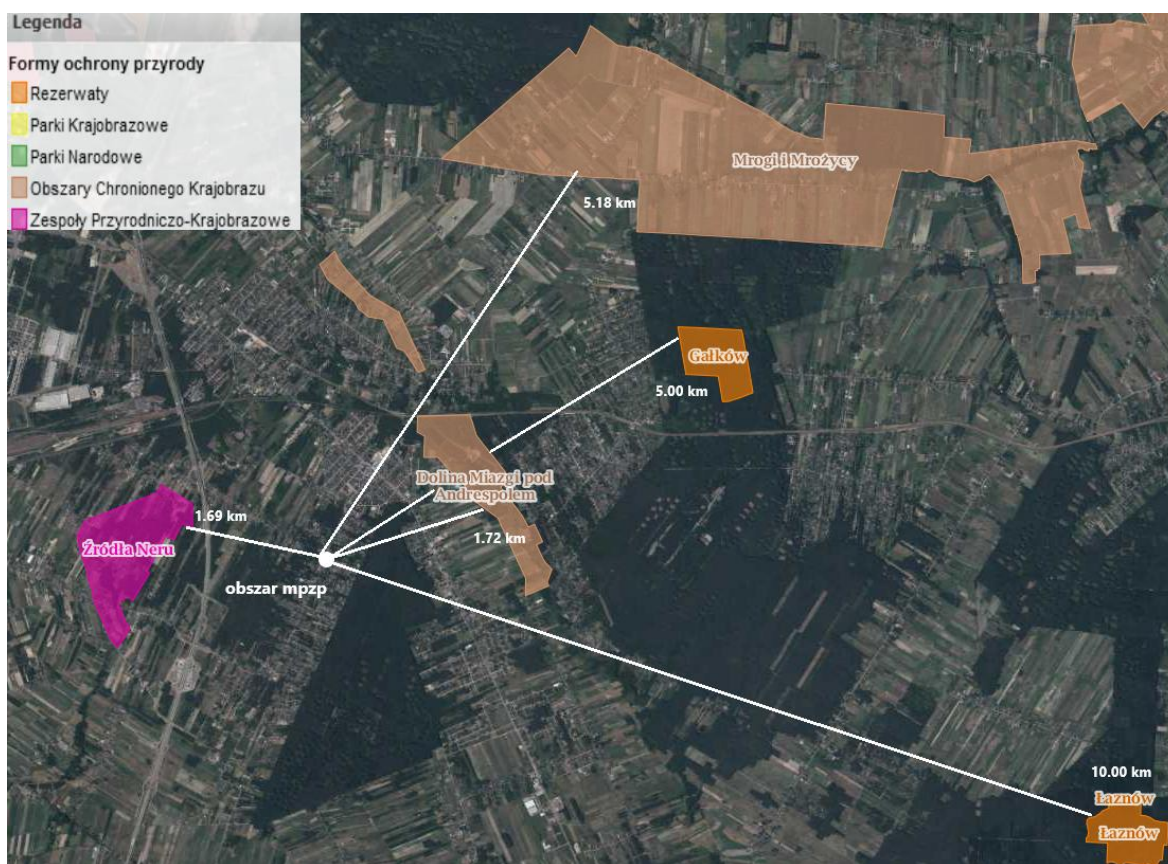 Legenda
Formy ochrony przyrody
Rezerwaty
Parki Krajobrazowe
Parki Narodowe
Obszary Chronionego Krajobrazu
Zespoły Przyrodniczo-Krajobrazowe
Mrogi i Mrożycy
5.18 km
Gałków
5.00 km
Dolina Miazgi pod
Andrespolem
1.69 km
1.72 km
Źródła Neru
obszar mpzp
10.00 km
Łaznów
Łaznów